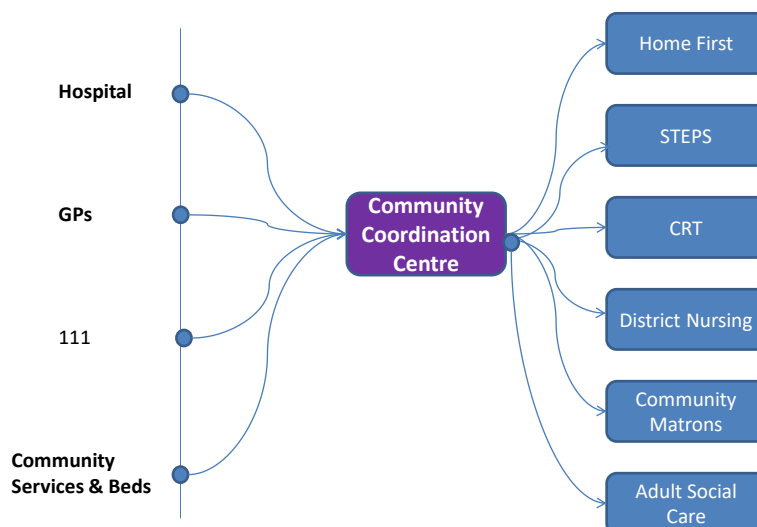 Hospital
GPs
111
Community
Services & Beds
Community
Coordination
Centre
Home First
STEPS
CRT
District Nursing
Community
Matrons
Adult Social
Care